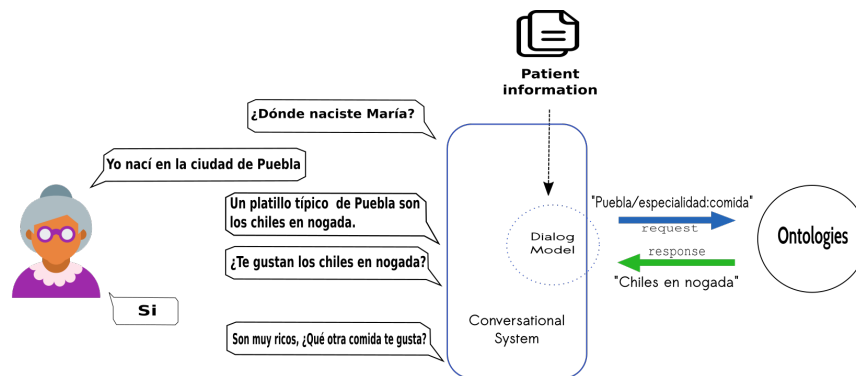 Patient
information
¿Dónde naciste María?
Yo nací en la ciudad de Puebla
Un platillo típico de Puebla son
los chiles en nogada.
¿Te gustan los chiles en nogada?
Si
Son muy ricos, ¿Qué otra comida te gusta?
Dialog
Model
Conversational
System
"Puebla/especialidad:comida"
request
response
"Chiles en nogada"
Ontologies